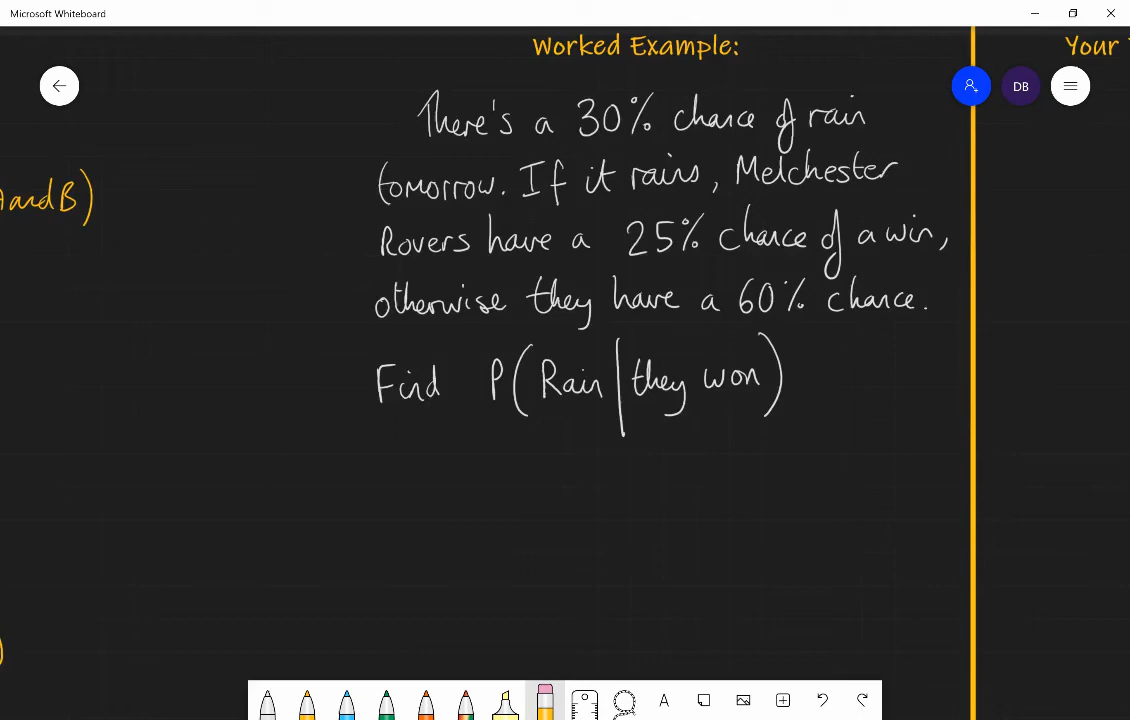 Microsoft Whiteboard
Worked Example:
Your
DB
There's a 30% chance of rain
tomorrow. If it rains, Melchester
Rovers have a 25% chance of a win,
otherwise they have a 60% chance.
Find P(Rain|they won)
A and B)
)
A